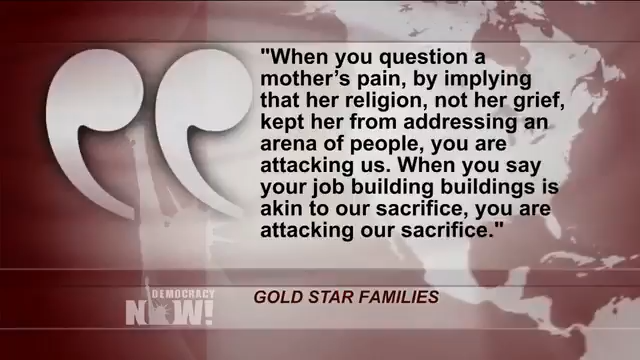 "When you question a
mother's pain, by implying
that her religion, not her grief,
kept her from addressing an
arena of people, you are
attacking us. When you say
your job building buildings is
akin to our sacrifice, you are
attacking our sacrifice."
GOLD STAR FAMILIES
DEMOCRACY
NOW!